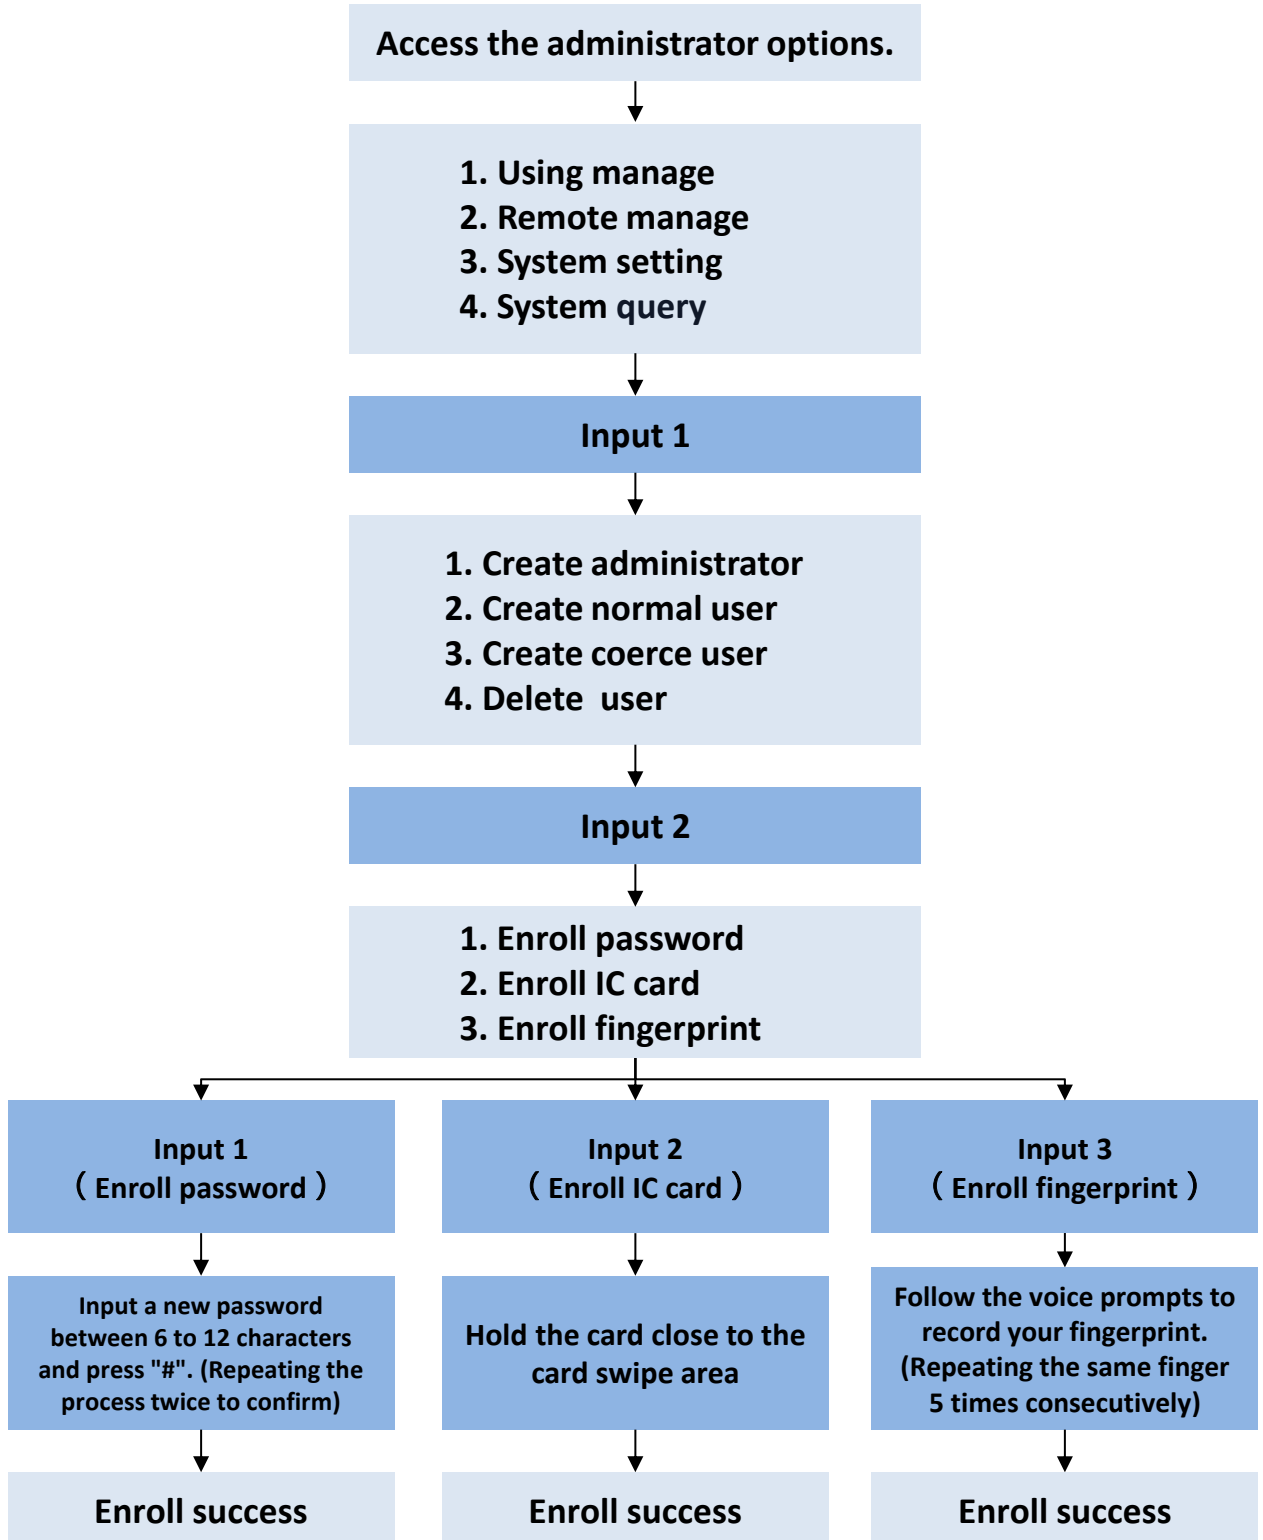 Access the administrator options.
1. Using manage
2. Remote manage
3. System setting
4. System query
Input 1
1. Create administrator
2. Create normal user
3. Create coerce user
4. Delete  user
Input 2
1. Enroll password
2. Enroll IC card
3. Enroll fingerprint
Input 1
( Enroll password )
Input a new password
between 6 to 12 characters
and press "#". (Repeating the
process twice to confirm)
Enroll success
Input 2
( Enroll IC card )
Hold the card close to the
card swipe area
Enroll success
Input 3
( Enroll fingerprint )
Follow the voice prompts to
record your fingerprint.
(Repeating the same finger
5 times consecutively)
Enroll success